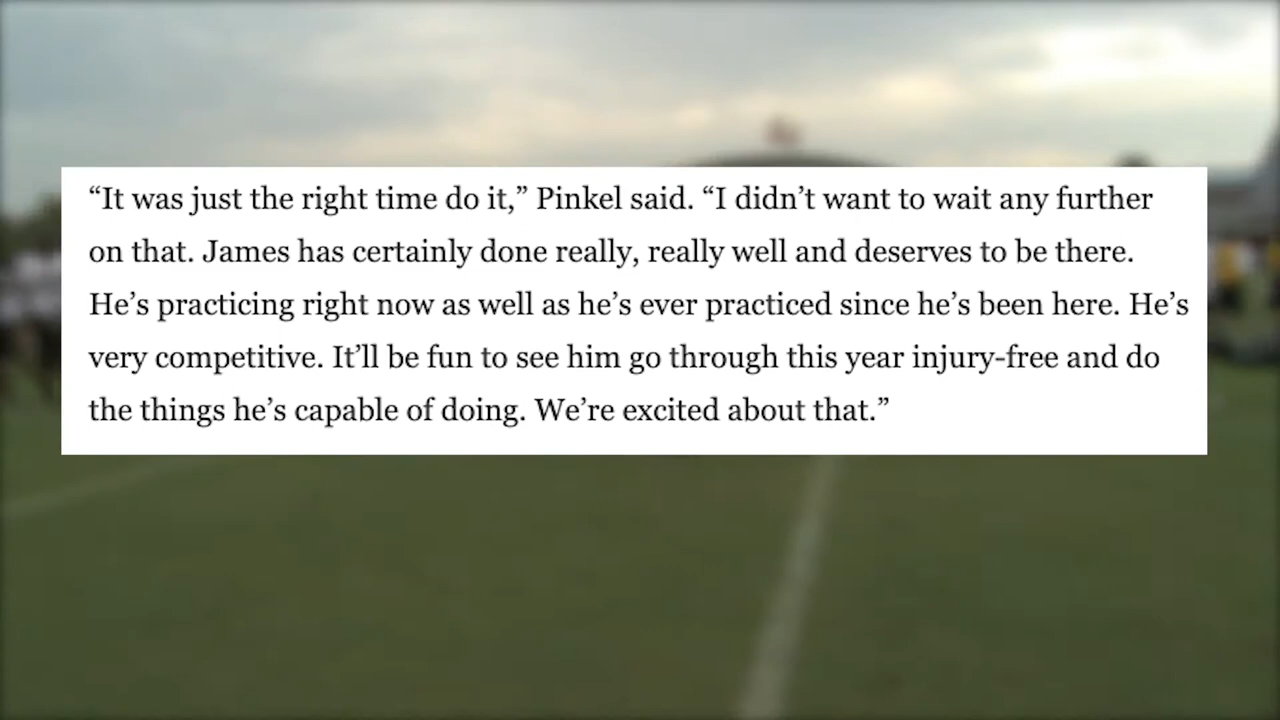 “It was just the right time do it,” Pinkel said. “I didn’t want to wait any further
on that. James has certainly done really, really well and deserves to be there.
He’s practicing right now as well as he’s ever practiced since he’s been here. He’s
very competitive. It’ll be fun to see him go through this year injury-free and do
the things he’s capable of doing. We’re excited about that.”